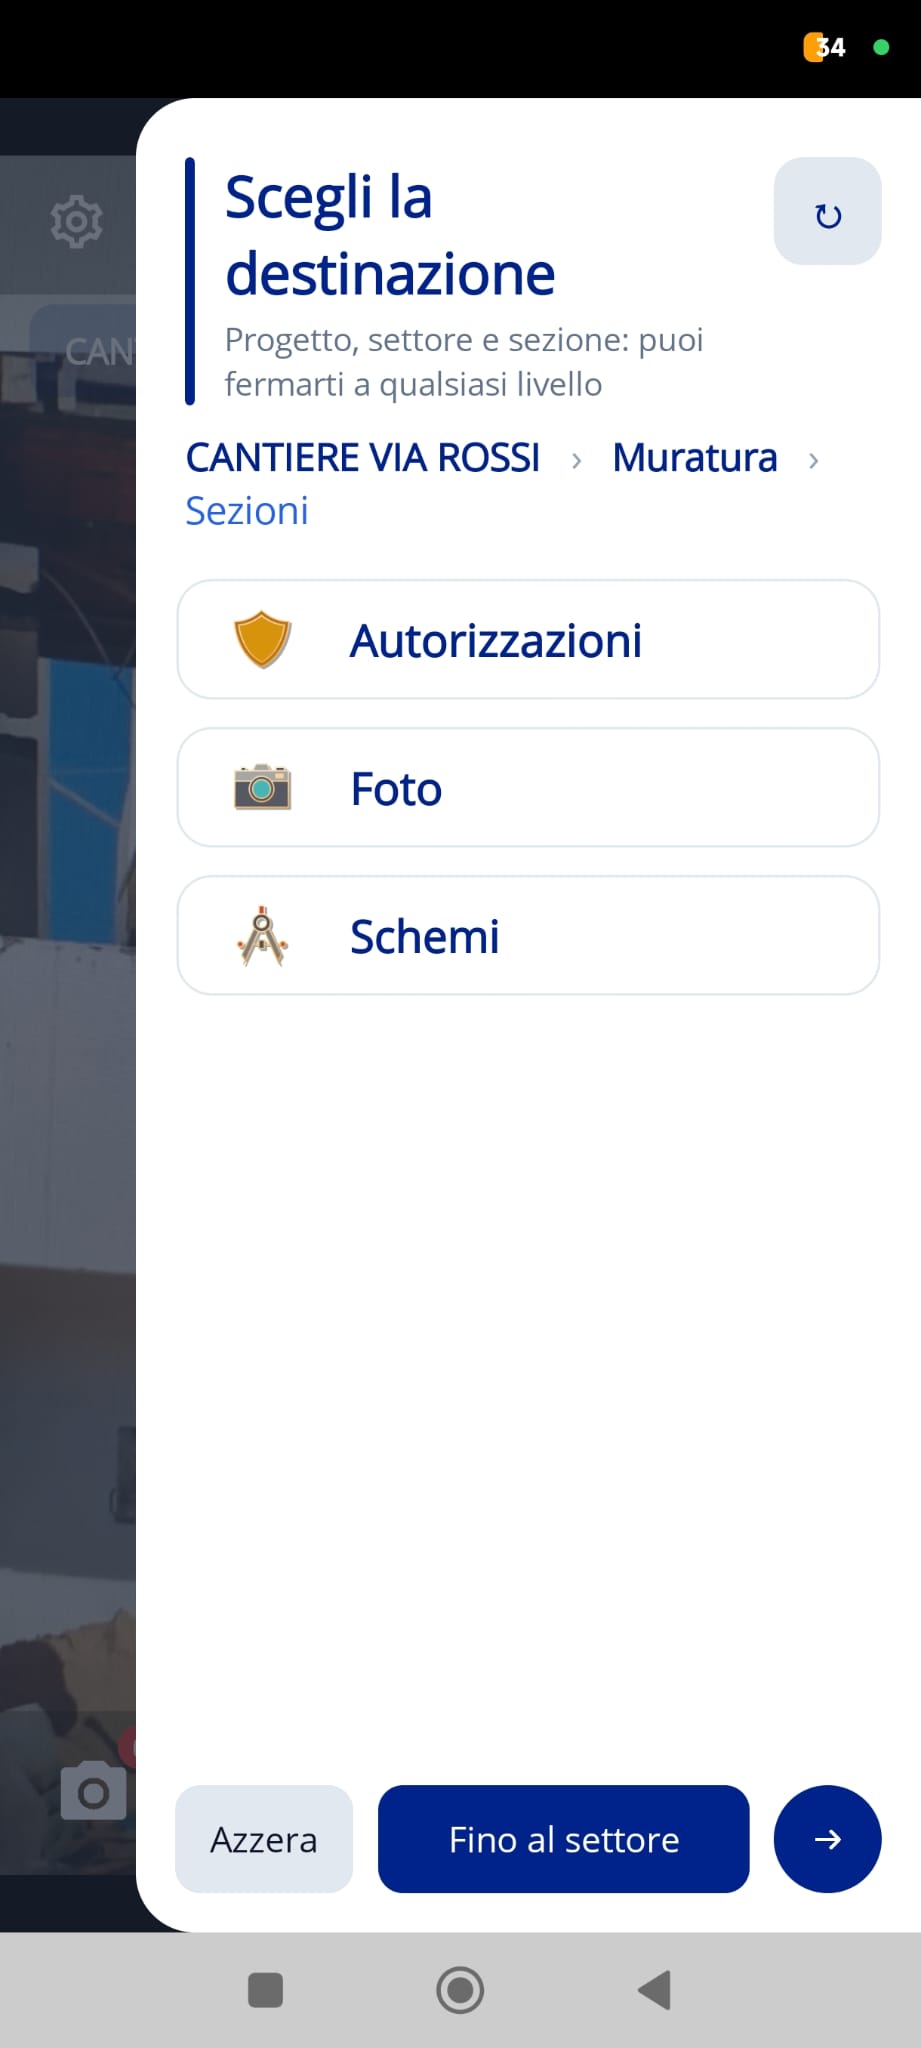 34
Scegli la
destinazione
Progetto, settore e sezione: puoi
fermarti a qualsiasi livello
CAN
CANTIERE VIA ROSSI › Muratura ›
Sezioni
Autorizzazioni
Foto
Schemi
Azzera
Fino al settore